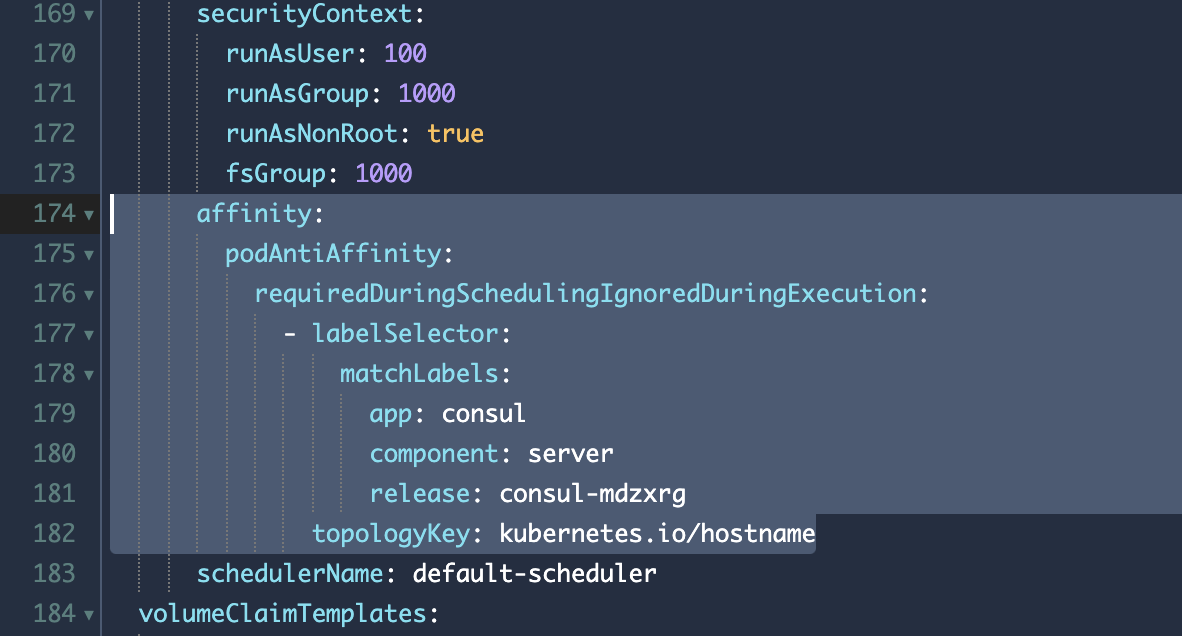 169 securityContext:
170 runAsUser: 100
171 runAsGroup: 1000
172 runAsNonRoot: true
173 fsGroup: 1000
174 affinity:
175 podAntiAffinity:
176 requiredDuringSchedulingIgnoredDuringExecution:
177 - labelSelector:
178 matchLabels:
179 app: consul
180 component: server
181 release: consul-mdzxrg
182 topologyKey: kubernetes.io/hostname
183 schedulerName: default-scheduler
184 volumeClaimTemplates: